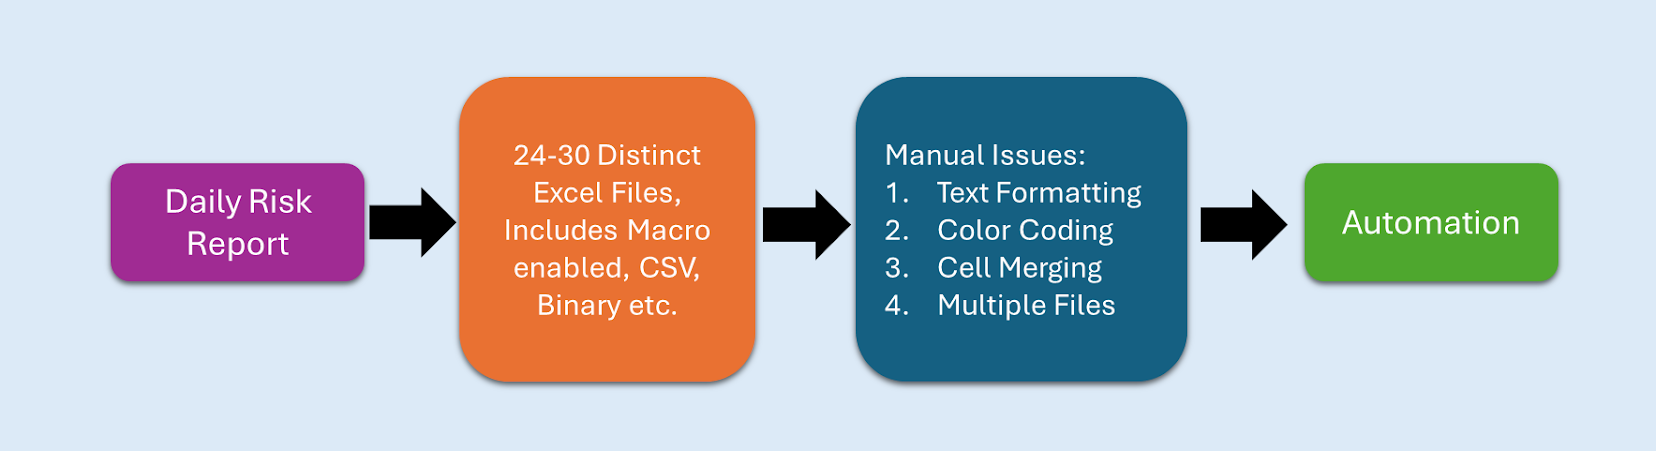 Daily Risk
Report
24-30 Distinct
Excel Files,
Includes Macro
enabled, CSV,
Binary etc.
Manual Issues:
1. Text Formatting
2. Color Coding
3. Cell Merging
4. Multiple Files
Automation